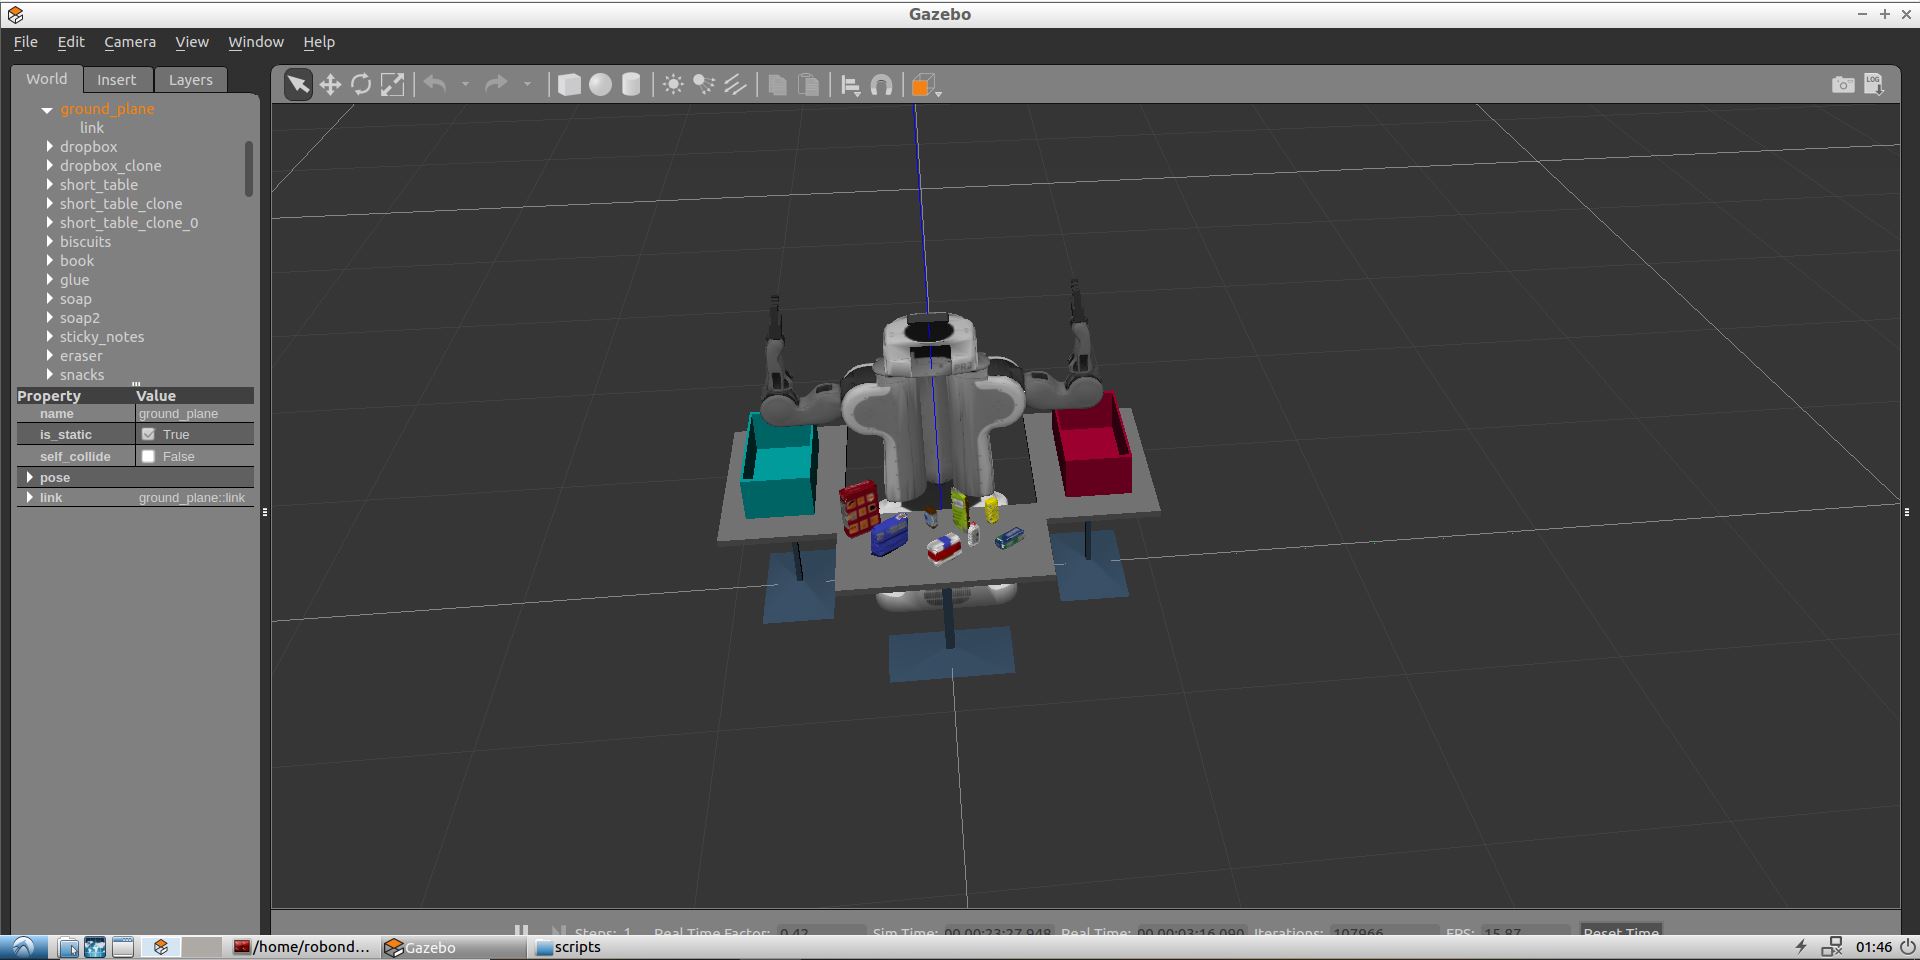 Gazebo
File Edit Camera View Window Help
World Insert Layers
LOG
ground_plane
link
dropbox
dropbox_clone
short_table
short_table_clone
short_table_clone_0
biscuits
book
glue
soap
soap2
sticky_notes
eraser
snacks
Property Value
name ground_plane
is_static True
self_collide False
pose
link ground_plane::link
Steps: 1 Real Time Factor: 0.42 Sim Time: 00 00:23:27.948 Real Time: 00 00:03:16.090 Iterations: 107966 FPS: 15.87 Reset Time
/home/robond... Gazebo scripts 01:46